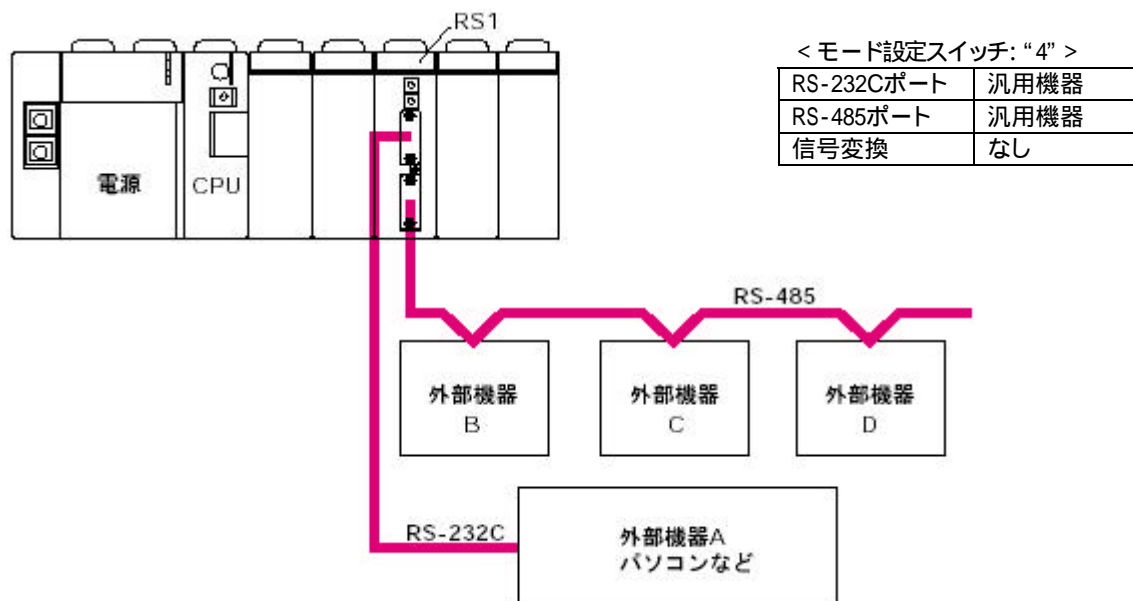 RS1
<モード設定スイッチ: “4”>
RS-232Cポート 汎用機器
RS-485ポート 汎用機器
信号変換 なし
電源
CPU
RS-485
外部機器
B
外部機器
C
外部機器
D
RS-232C
外部機器A
パソコンなど